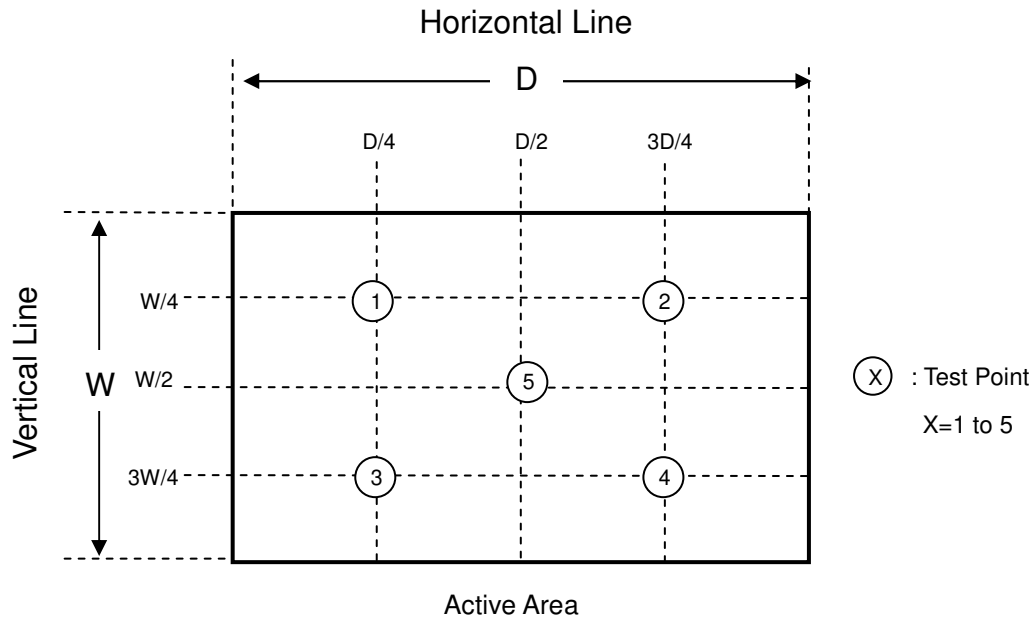 Horizontal Line
D
D/4
D/2
3D/4
W/4
1
2
Vertical Line
W
W/2
5
X
: Test Point
X=1 to 5
3W/4
3
4
Active Area